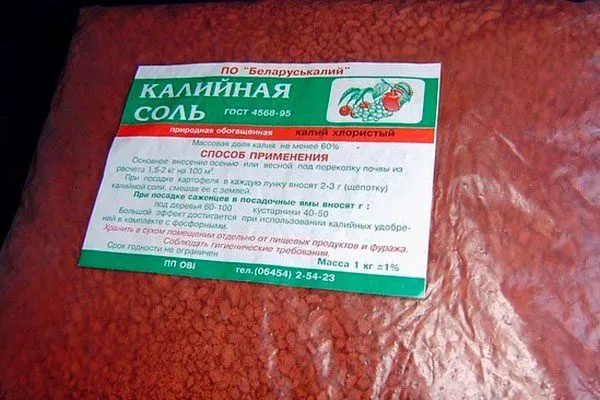 ПО "Беларуськалий"
КАЛИЙНАЯ
СОЛЬ
ГОСТ 4568-95
природная обогащенная калий хлористый
Массовая доля калия не менее 60%
СПОСОБ ПРИМЕНЕНИЯ
Основное внесение осенью или весной под перекопку почвы из
расчета 1,5-2 кг на 100 м²
При посадке картофеля в каждую лунку вносят 2-3 г (щепотку)
калийной соли, смешав ее с землей.
При посадке саженцев в посадочные ямы вносят г :
под деревья 60-100 кустарники 40-50
Большой эффект достигается при использовании калийных удобре-
ний в комплекте с фосфорными.
Хранить в сухом помещении отдельно от пищевых продуктов и фуража.
Соблюдать гигиенические требования.
Срок годности не ограничен
Масса 1 кг ±1%
ПП ОВІ тел.(06454) 2-54-23